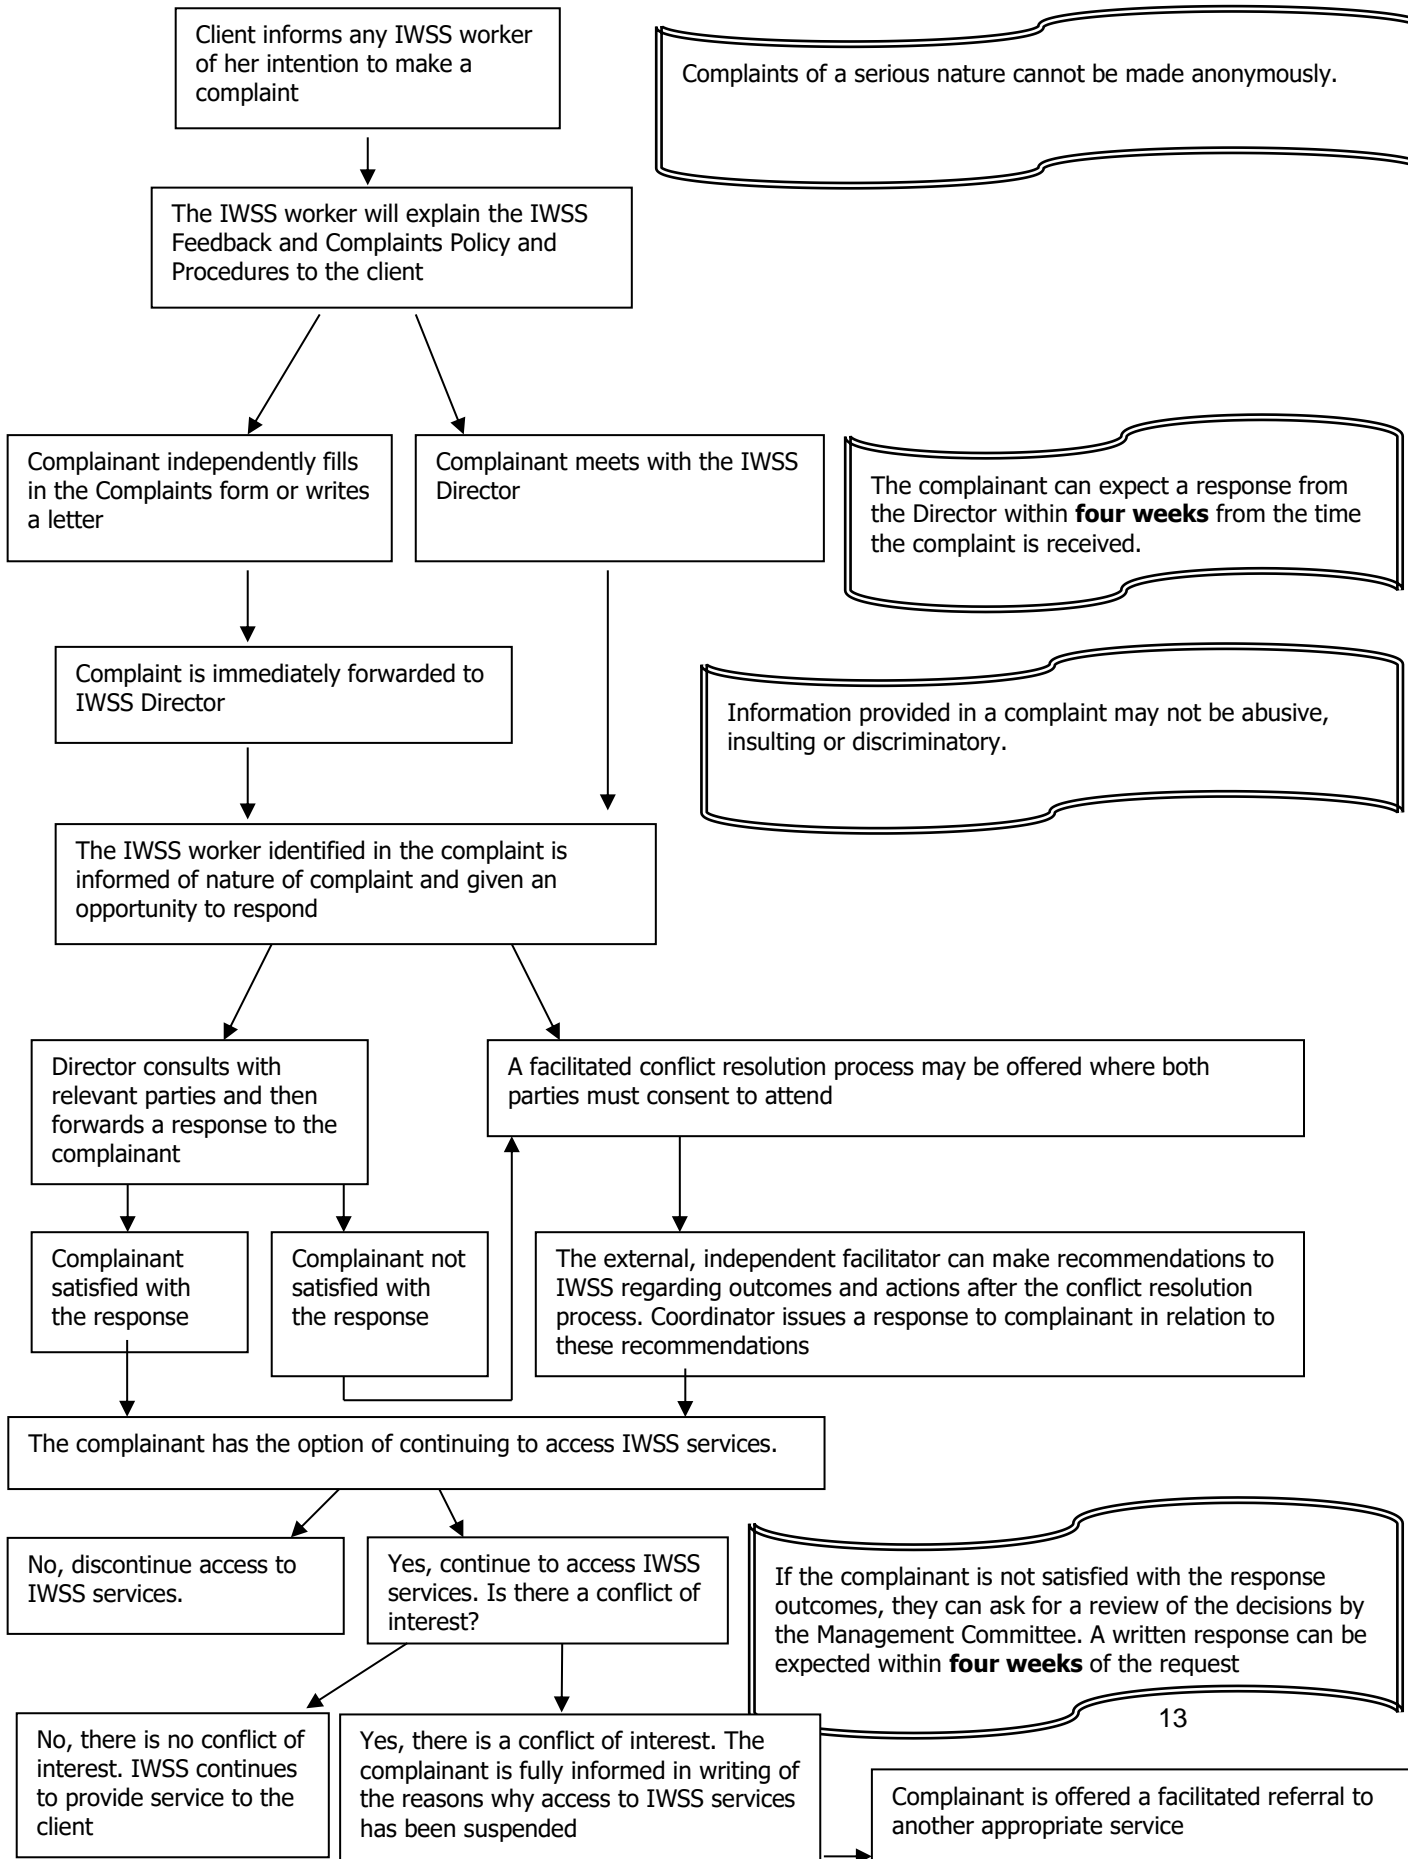 Client informs any IWSS worker
of her intention to make a
complaint
Complaints of a serious nature cannot be made anonymously.
The IWSS worker will explain the IWSS
Feedback and Complaints Policy and
Procedures to the client
Complainant independently fills
in the Complaints form or writes
a letter
Complainant meets with the IWSS
Director
The complainant can expect a response from
the Director within four weeks from the time
the complaint is received.
Complaint is immediately forwarded to
IWSS Director
Information provided in a complaint may not be abusive,
insulting or discriminatory.
The IWSS worker identified in the complaint is
informed of nature of complaint and given an
opportunity to respond
Director consults with
relevant parties and then
forwards a response to the
complainant
A facilitated conflict resolution process may be offered where both
parties must consent to attend
Complainant
satisfied with
the response
Complainant not
satisfied with
the response
The external, independent facilitator can make recommendations to
IWSS regarding outcomes and actions after the conflict resolution
process. Coordinator issues a response to complainant in relation to
these recommendations
The complainant has the option of continuing to access IWSS services.
No, discontinue access to
IWSS services.
Yes, continue to access IWSS
services. Is there a conflict of
interest?
If the complainant is not satisfied with the response
outcomes, they can ask for a review of the decisions by
the Management Committee. A written response can be
expected within four weeks of the request
13
No, there is no conflict of
interest. IWSS continues
to provide service to the
client
Yes, there is a conflict of interest. The
complainant is fully informed in writing of
the reasons why access to IWSS services
has been suspended
Complainant is offered a facilitated referral to
another appropriate service